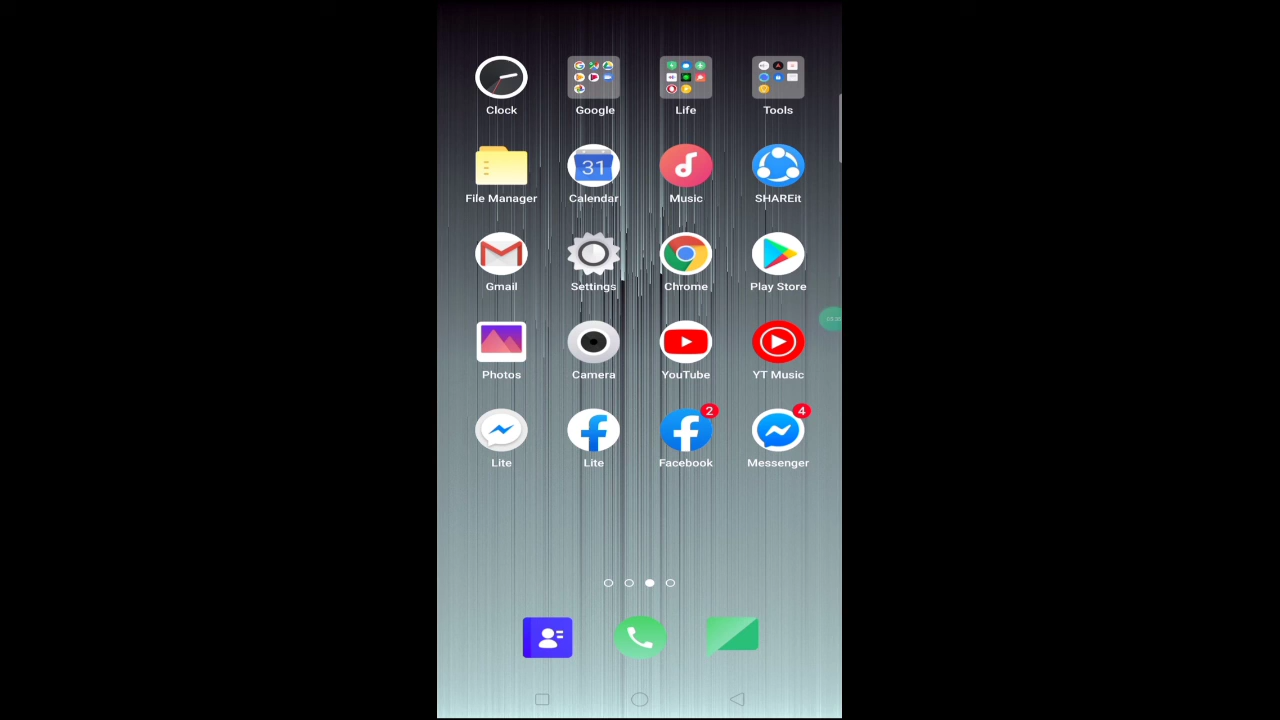 Clock Google Life Tools
31
File Manager Calendar Music SHAREit
Gmail Settings Chrome Play Store
Photos Camera YouTube YT Music
2 4
Lite Lite Facebook Messenger